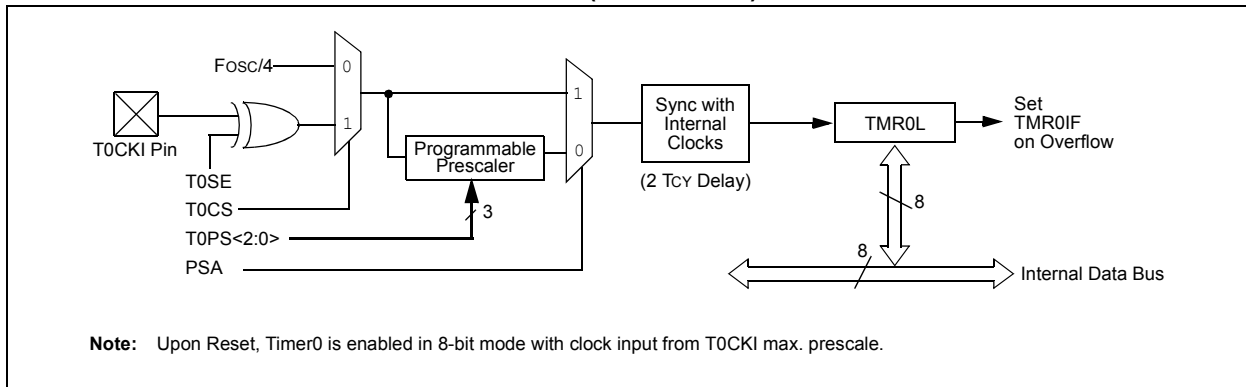 Fosc/4
0
1
T0CKI Pin
T0SE
T0CS
T0PS<2:0>
PSA
Programmable
Prescaler
3
1
0
Sync with
Internal
Clocks
(2 TCY Delay)
TMR0L
Set
TMR0IF
on Overflow
8
8
Internal Data Bus
Note: Upon Reset, Timer0 is enabled in 8-bit mode with clock input from T0CKI max. prescale.